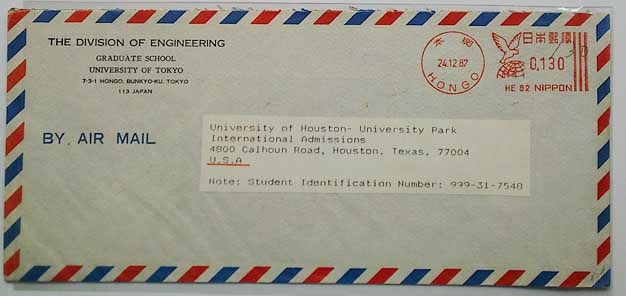 THE DIVISION OF ENGINEERING
GRADUATE SCHOOL
UNIVERSITY OF TOKYO
7-3-1 HONGO, BUNKYO-KU, TOKYO
113 JAPAN
本郷
24.12.87
HONGO
日本郵便
0,130
HE 82 NIPPON
BY AIR MAIL
University of Houston- University Park
International Admissions
4800 Calhoun Road, Houston, Texas, 77004
U.S.A
Note: Student Identification Number: 999-31-7548